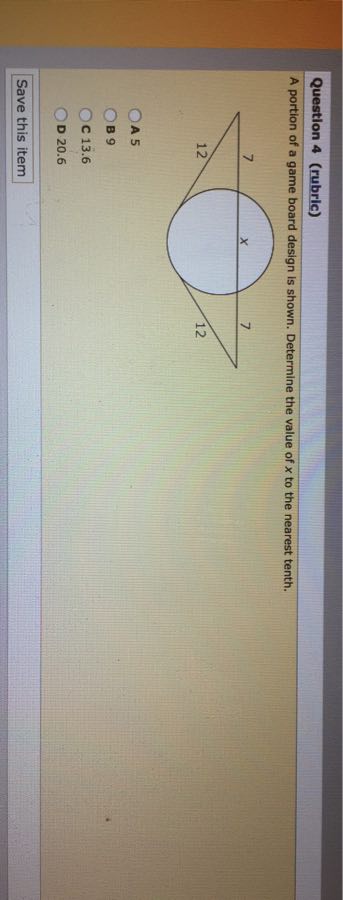 Question 4 (rubric)
A portion of a game board design is shown. Determine the value of x to the nearest tenth.
7 x 7
12 12
A 5
B 9
C 13.6
D 20.6
Save this item